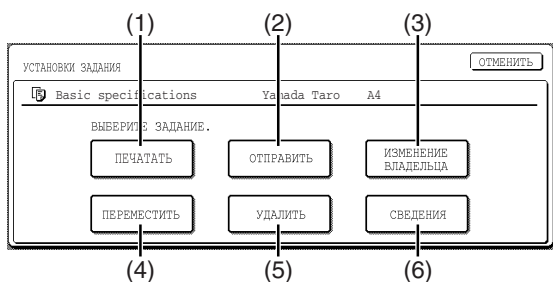 (1) (2) (3)
УСТАНОВКИ ЗАДАНИЯ ОТМЕНИТЬ
Basic specifications Yamada Taro A4
ВЫБЕРИТЕ ЗАДАНИЕ.
ПЕЧАТАТЬ ОТПРАВИТЬ ИЗМЕНЕНИЕ
ВЛАДЕЛЬЦА
ПЕРЕМЕСТИТЬ УДАЛИТЬ СВЕДЕНИЯ
(4) (5) (6)